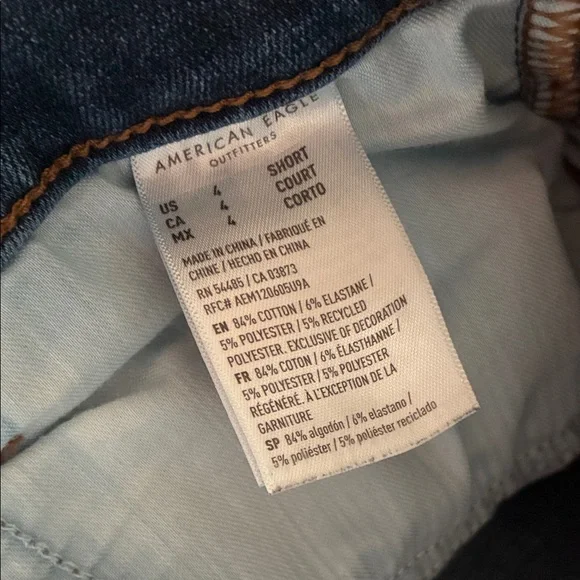 AMERICAN EAGLE
OUTFITTERS
US 4 SHORT
CA 4 COURT
MX 4 CORTO
MADE IN CHINA / FABRIQUÉ EN
CHINE / HECHO EN CHINA
RN 54485 / CA 03873
RFC# AEM120605U9A
EN 84% COTTON / 6% ELASTANE /
5% POLYESTER / 5% RECYCLED
POLYESTER. EXCLUSIVE OF DECORATION
FR 84% COTON / 6% ÉLASTHANNE /
5% POLYESTER / 5% POLYESTER
RÉGÉNÉRÉ. À L'EXCEPTION DE LA
GARNITURE
SP 84% algodón / 6% elastano /
5% poliéster / 5% poliéster reciclado